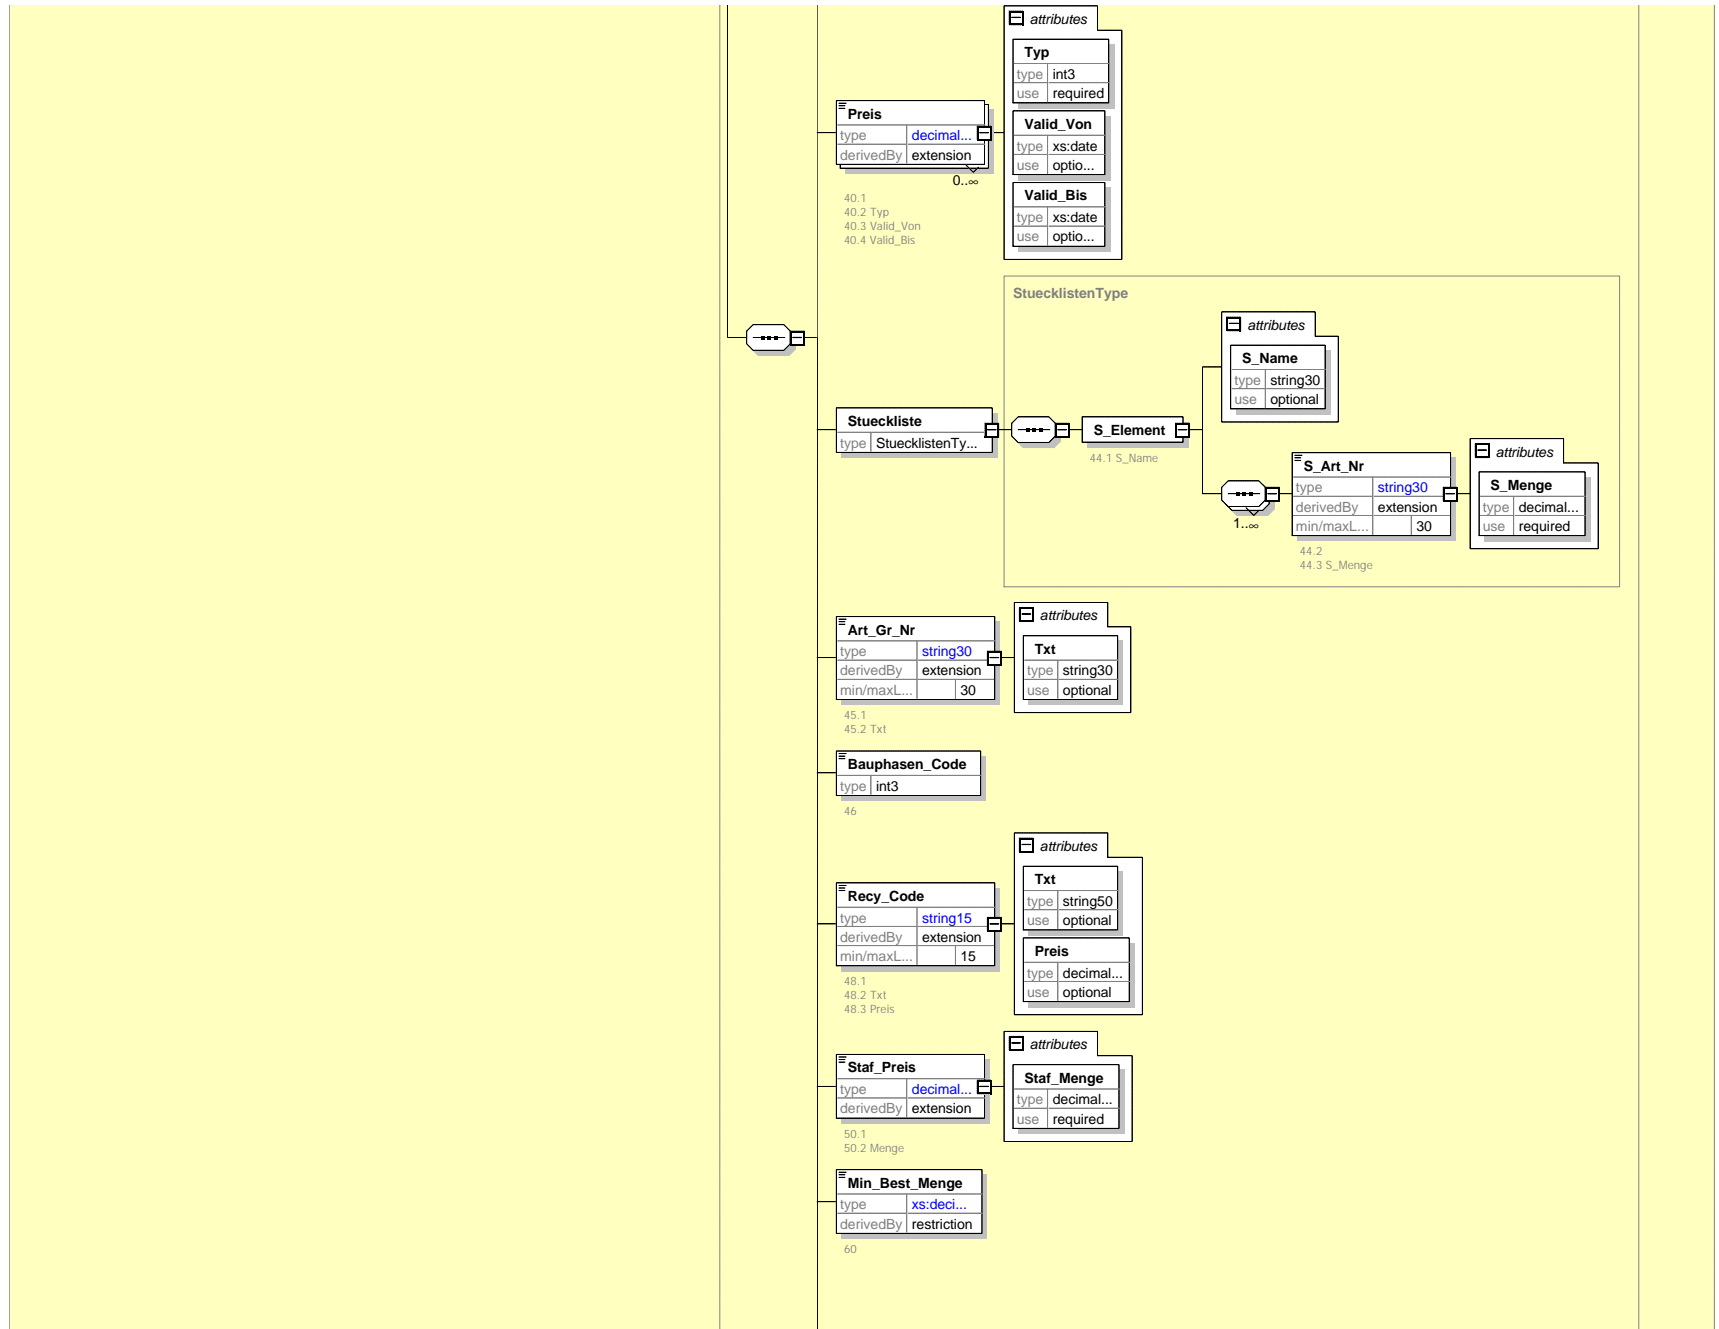 attributes
Typ
type int3
use required
Preis
type decimal...
derivedBy extension
0..∞
40.1
40.2 Typ
40.3 Valid_Von
40.4 Valid_Bis
Valid_Von
type xs:date
use optio...
Valid_Bis
type xs:date
use optio...
StuecklistenType
attributes
S_Name
type string30
use optional
Stueckliste
type StuecklistenTy...
S_Element
44.1 S_Name
1..∞
S_Art_Nr
type string30
derivedBy extension
min/maxL... 30
44.2
44.3 S_Menge
attributes
S_Menge
type decimal...
use required
Art_Gr_Nr
type string30
derivedBy extension
min/maxL... 30
45.1
45.2 Txt
attributes
Txt
type string30
use optional
Bauphasen_Code
type int3
46
Recy_Code
type string15
derivedBy extension
min/maxL... 15
48.1
48.2 Txt
48.3 Preis
attributes
Txt
type string50
use optional
Preis
type decimal...
use optional
Staf_Preis
type decimal...
derivedBy extension
50.1
50.2 Menge
attributes
Staf_Menge
type decimal...
use required
Min_Best_Menge
type xs:deci...
derivedBy restriction
60